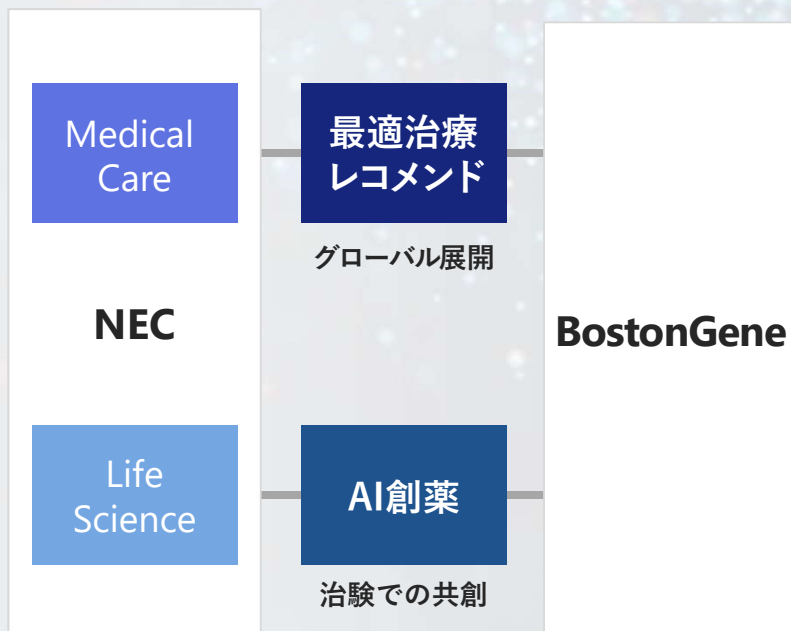 Medical
Care
最適治療
レコメンド
グローバル展開
NEC
BostonGene
Life
Science
AI創薬
治験での共創